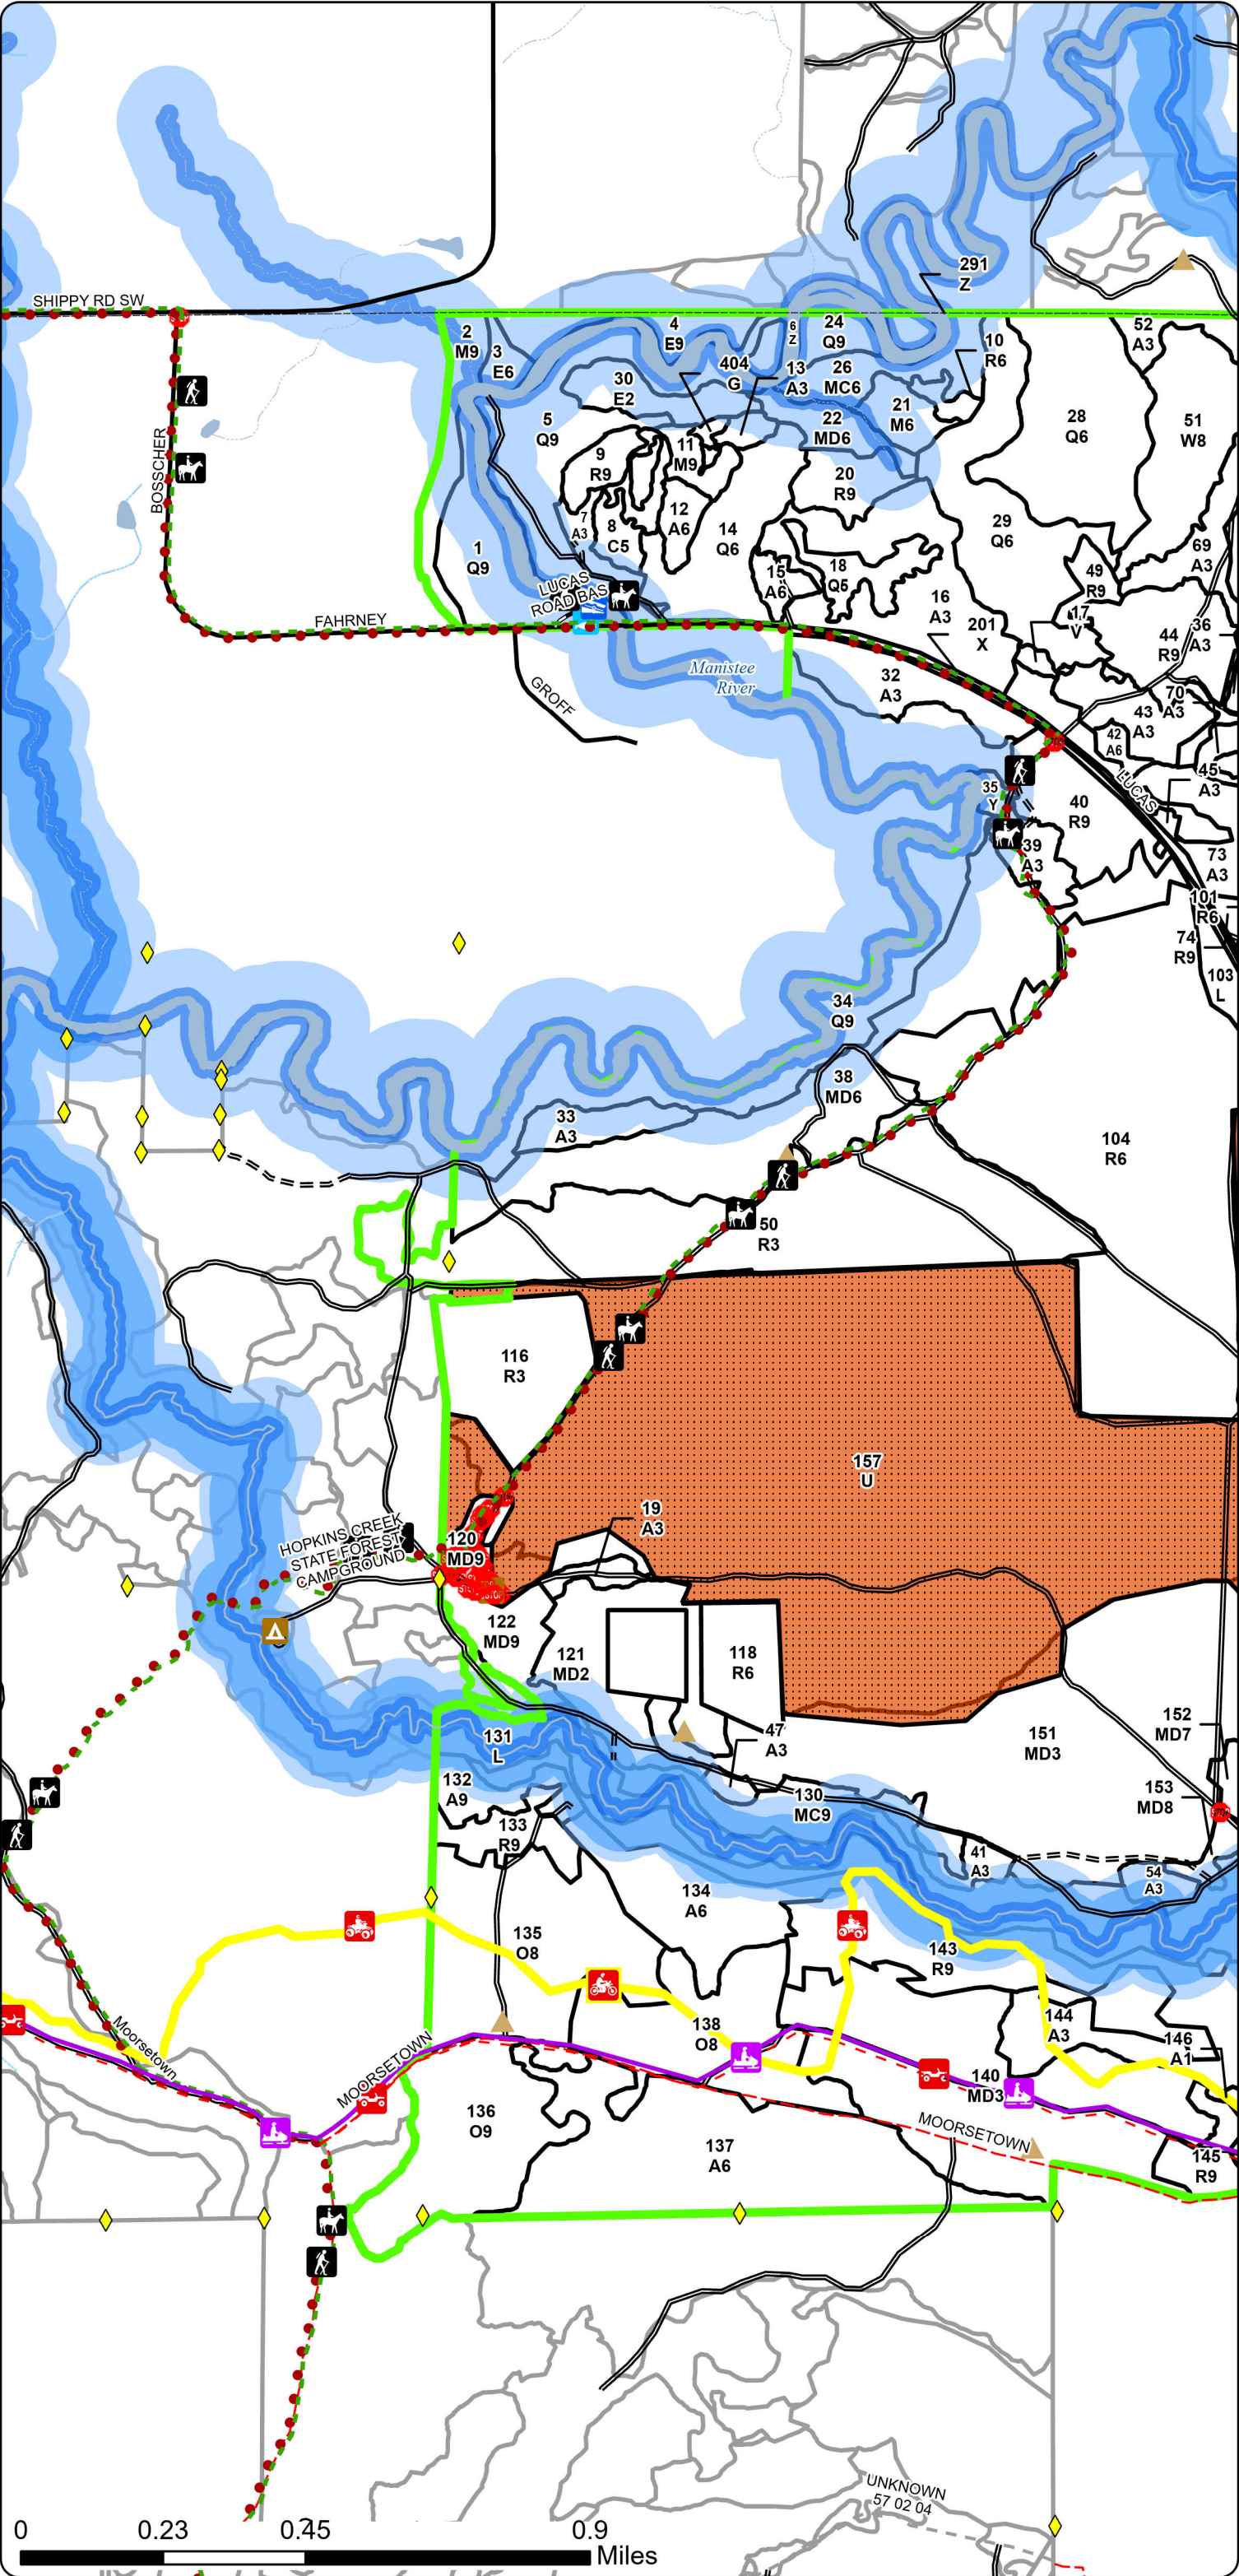 SHIPPY RD SW
BOSSCHER
FAHRNEY
GROFF
LUCAS
ROAD BAS
Manistee
River
291
Z
2
M9
3
E6
4
E9
6
Z
24
Q9
10
R6
52
A3
404
G
13
A3
26
MC6
30
E2
21
M6
22
MD6
5
Q9
28
Q6
51
W8
9
R9
11
M9
20
R9
12
A6
7
A3
8
C5
14
Q6
29
Q6
1
Q9
15
A6
18
Q5
69
A3
49
R9
16
A3
201
X
17
V
44
R9
36
A3
32
A3
70
A3
43
A3
42
A6
LUCAS
45
A3
35
Y
40
R9
39
A3
73
A3
101
R6
74
R9
103
L
34
Q9
38
MD6
33
A3
104
R6
50
R3
116
R3
157
U
19
A3
HOPKINS CREEK
STATE FOREST
CAMPGROUND
120
MD9
122
MD9
121
MD2
118
R6
47
A3
151
MD3
152
MD7
153
MD8
131
L
132
A9
130
MC9
133
R9
41
A3
54
A3
134
A6
135
O8
143
R9
144
A3
138
O8
146
A1
140
MD3
Moorsetown
MOORSETOWN
136
O9
137
A6
MOORSETOWN
145
R9
UNKNOWN
57 02 04
0 0.23 0.45 0.9
Miles